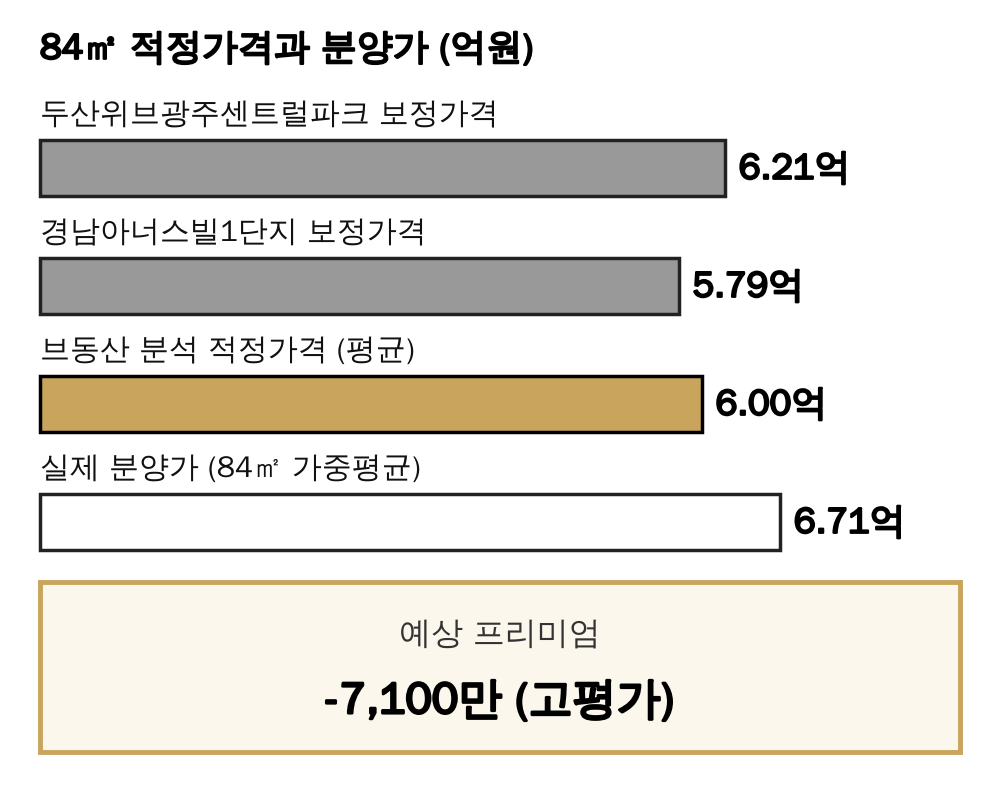 84㎡ 적정가격과 분양가 (억원)
두산위브광주센트럴파크 보정가격
6.21억
경남아너스빌1단지 보정가격
5.79억
브동산 분석 적정가격 (평균)
6.00억
실제 분양가 (84㎡ 가중평균)
6.71억
예상 프리미엄
-7,100만 (고평가)